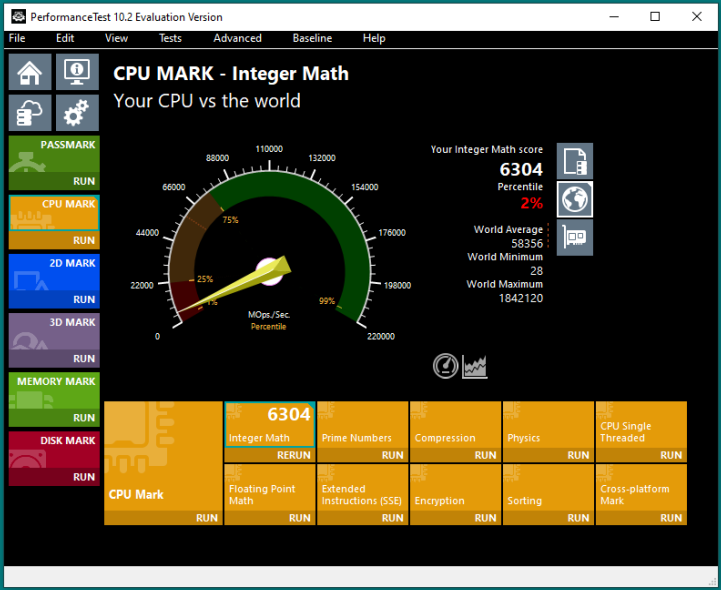 PerformanceTest 10.2 Evaluation Version
File Edit View Tests Advanced Baseline Help
CPU MARK - Integer Math
Your CPU vs the world
PASSMARK
RUN
CPU MARK
RUN
2D MARK
RUN
3D MARK
RUN
MEMORY MARK
RUN
DISK MARK
RUN
0
22000
44000
66000
88000
110000
132000
154000
176000
198000
220000
1%
25%
75%
99%
MOps./Sec.
Percentile
Your Integer Math score
6304
Percentile
2%
World Average
58356
World Minimum
28
World Maximum
1842120
CPU Mark
RUN
6304
Integer Math
RERUN
Prime Numbers
RUN
Compression
RUN
Physics
RUN
CPU Single
Threaded
RUN
Floating Point
Math
RUN
Extended
Instructions (SSE)
RUN
Encryption
RUN
Sorting
RUN
Cross-platform
Mark
RUN